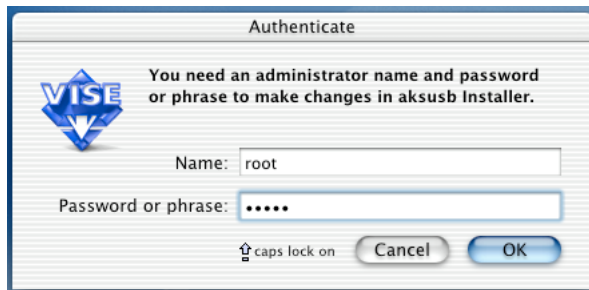 Authenticate
VISE
You need an administrator name and password
or phrase to make changes in aksusb Installer.
Name: root
Password or phrase: •••••
caps lock on Cancel OK